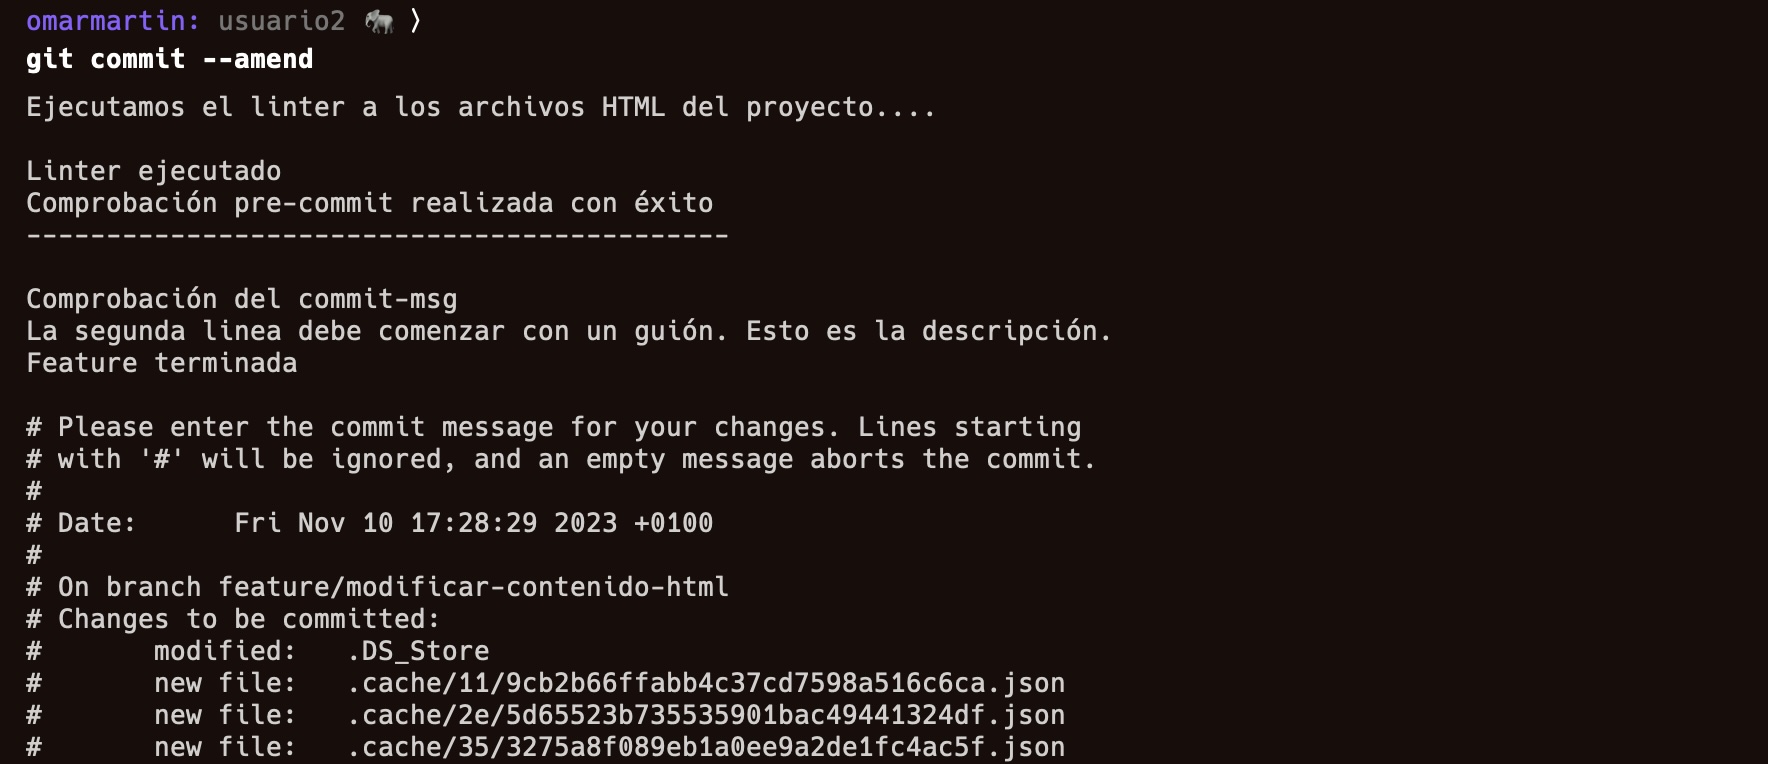 omarmartin: usuario2 🐘 〉
git commit --amend
Ejecutamos el linter a los archivos HTML del proyecto....
Linter ejecutado
Comprobación pre-commit realizada con éxito
--------------------------------------------
Comprobación del commit-msg
La segunda linea debe comenzar con un guión. Esto es la descripción.
Feature terminada
# Please enter the commit message for your changes. Lines starting
# with '#' will be ignored, and an empty message aborts the commit.
#
# Date:      Fri Nov 10 17:28:29 2023 +0100
#
# On branch feature/modificar-contenido-html
# Changes to be committed:
#       modified:   .DS_Store
#       new file:   .cache/11/9cb2b66ffabb4c37cd7598a516c6ca.json
#       new file:   .cache/2e/5d65523b735535901bac49441324df.json
#       new file:   .cache/35/3275a8f089eb1a0ee9a2de1fc4ac5f.json